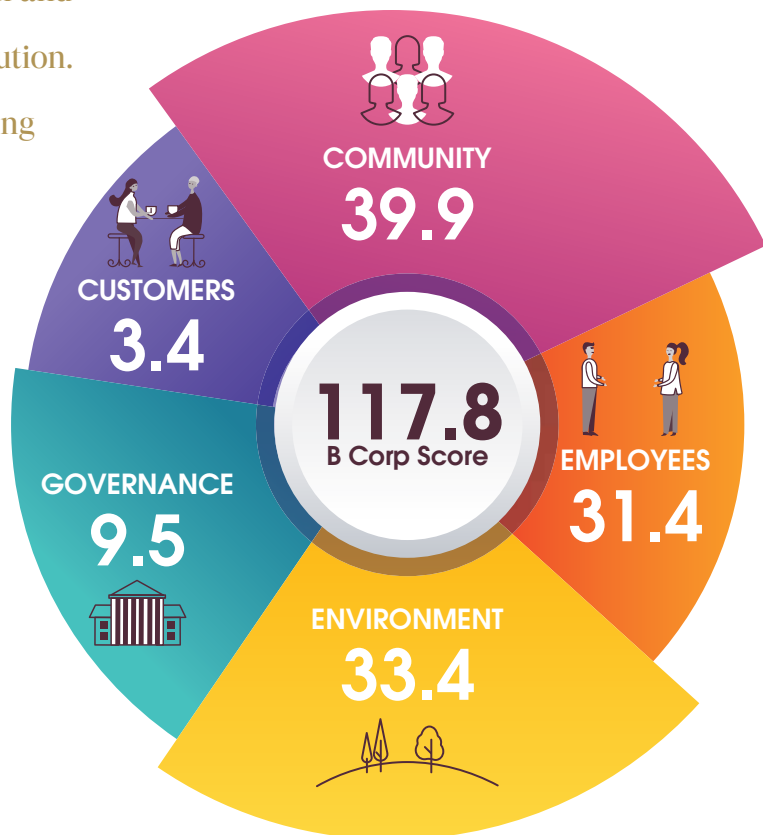 ution.
ing
COMMUNITY
39.9
CUSTOMERS
3.4
117.8
B Corp Score
EMPLOYEES
31.4
GOVERNANCE
9.5
ENVIRONMENT
33.4